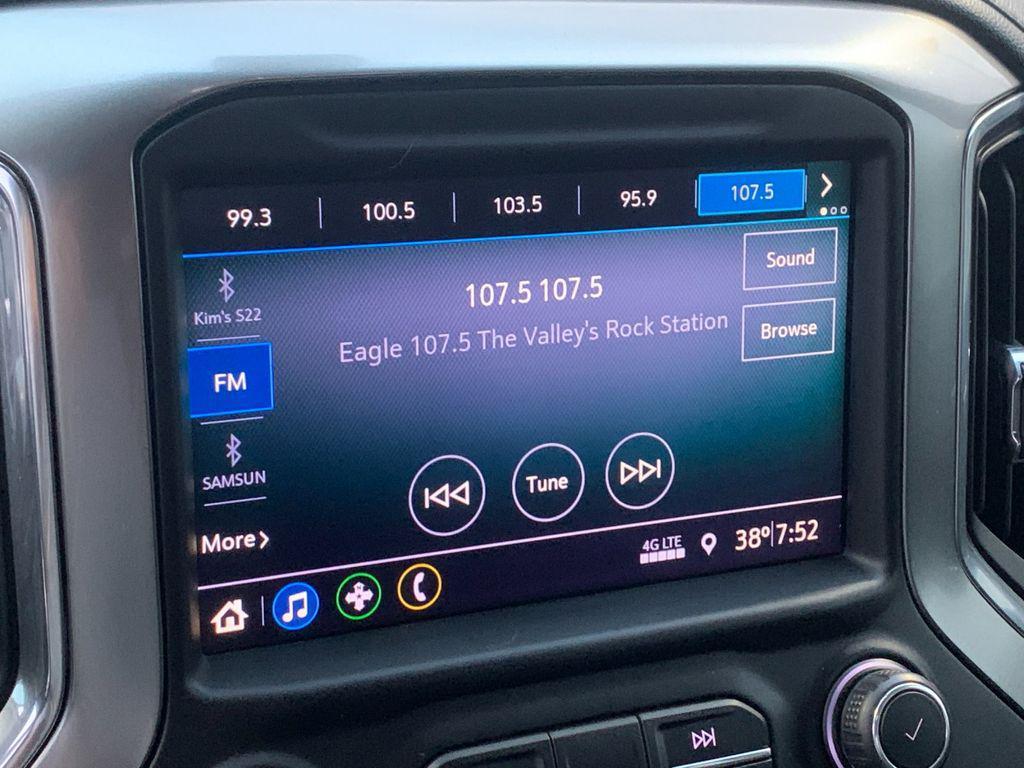 99.3 100.5 103.5 95.9 107.5
Kim's S22
107.5 107.5
Sound
Eagle 107.5 The Valley's Rock Station
Browse
FM
SAMSUN
Tune
More
4G LTE
38º 7:52